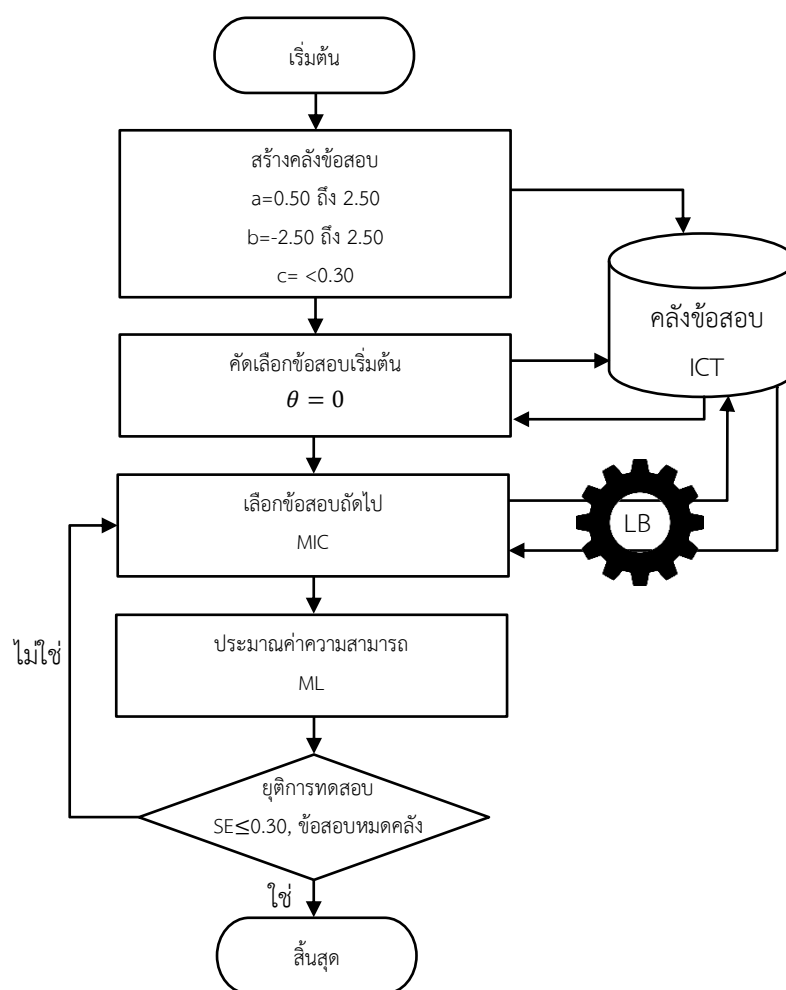 เริ่มต้น
สร้างคลังข้อสอบ
a=0.50 ถึง 2.50
b=-2.50 ถึง 2.50
c= <0.30
คลังข้อสอบ
ICT
คัดเลือกข้อสอบเริ่มต้น
θ = 0
เลือกข้อสอบถัดไป
MIC
LB
ประมาณค่าความสามารถ
ML
ไม่ใช่
ยุติการทดสอบ
SE≤0.30, ข้อสอบหมดคลัง
ใช่
สิ้นสุด